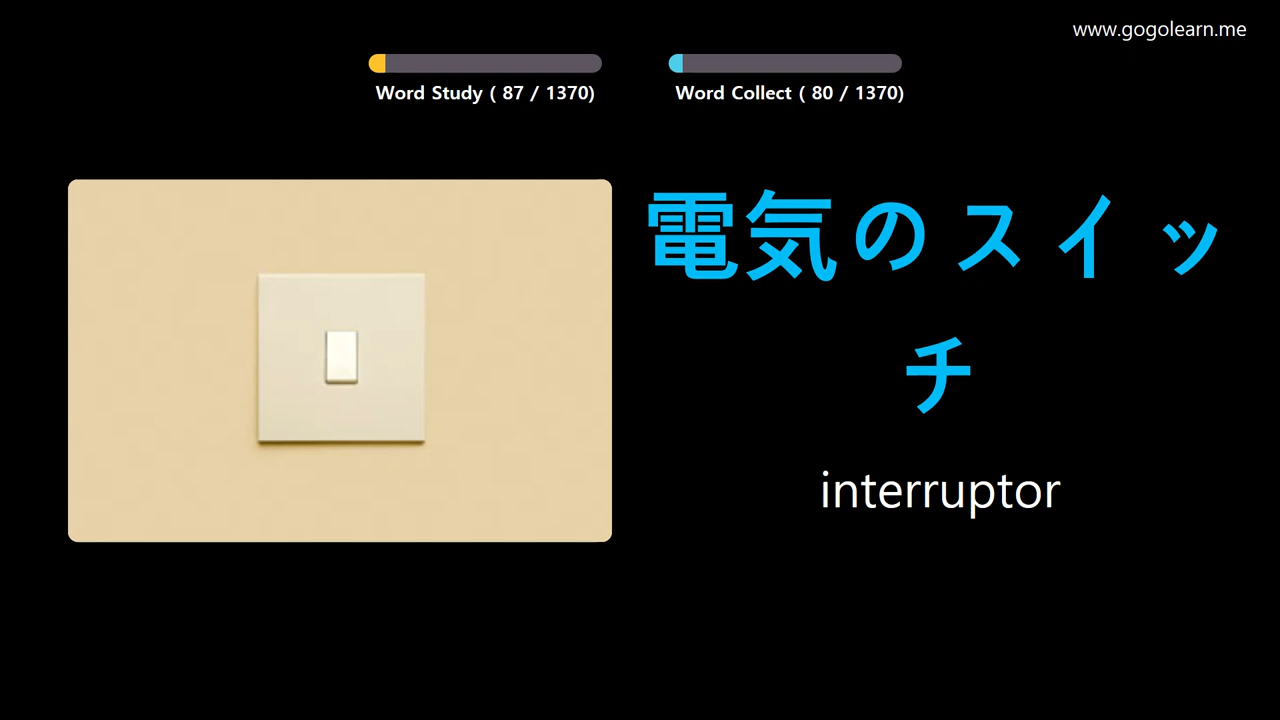 www.gogolearn.me
Word Study ( 87 / 1370)
Word Collect ( 80 / 1370)
電気のスイッ
チ
interruptor